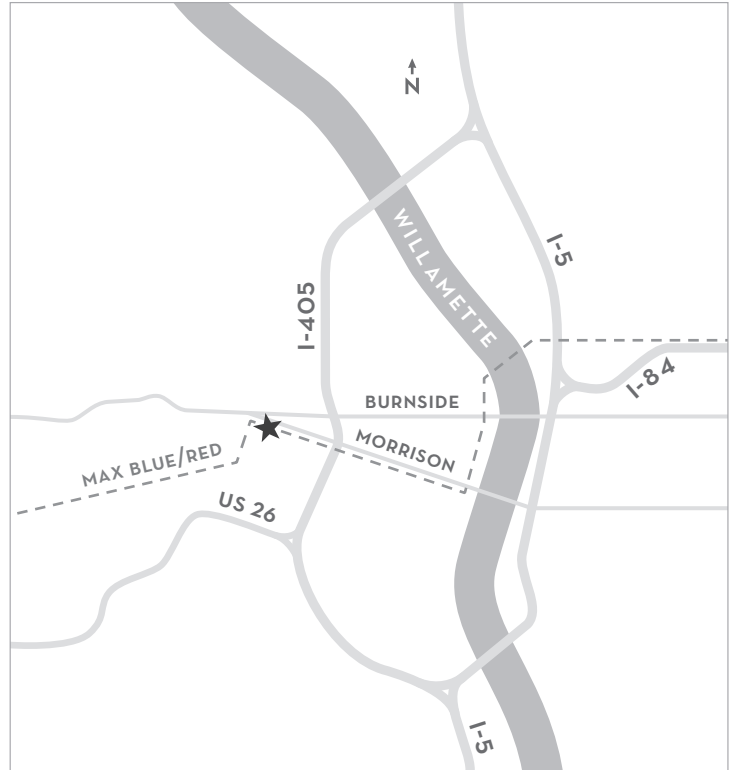 N
WILLAMETTE
I-5
I-405
I-84
BURNSIDE
MORRISON
MAX BLUE/RED
US 26
I-5